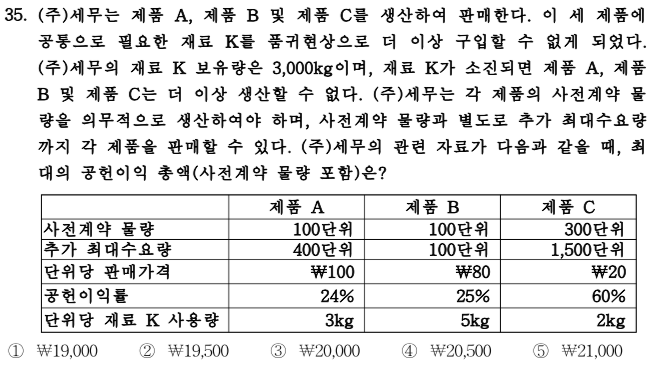 35. (주)세무는 제품 A, 제품 B 및 제품 C를 생산하여 판매한다. 이 세 제품에
공통으로 필요한 재료 K를 품귀현상으로 더 이상 구입할 수 없게 되었다.
(주)세무의 재료 K 보유량은 3,000kg이며, 재료 K가 소진되면 제품 A, 제품
B 및 제품 C는 더 이상 생산할 수 없다. (주)세무는 각 제품의 사전계약 물
량을 의무적으로 생산하여야 하며, 사전계약 물량과 별도로 추가 최대수요량
까지 각 제품을 판매할 수 있다. (주)세무의 관련 자료가 다음과 같을 때, 최
대의 공헌이익 총액(사전계약 물량 포함)은?
제품 A 제품 B 제품 C
사전계약 물량 100단위 100단위 300단위
추가 최대수요량 400단위 100단위 1,500단위
단위당 판매가격 ₩100 ₩80 ₩20
공헌이익률 24% 25% 60%
단위당 재료 K 사용량 3kg 5kg 2kg
① ₩19,000 ② ₩19,500 ③ ₩20,000 ④ ₩20,500 ⑤ ₩21,000